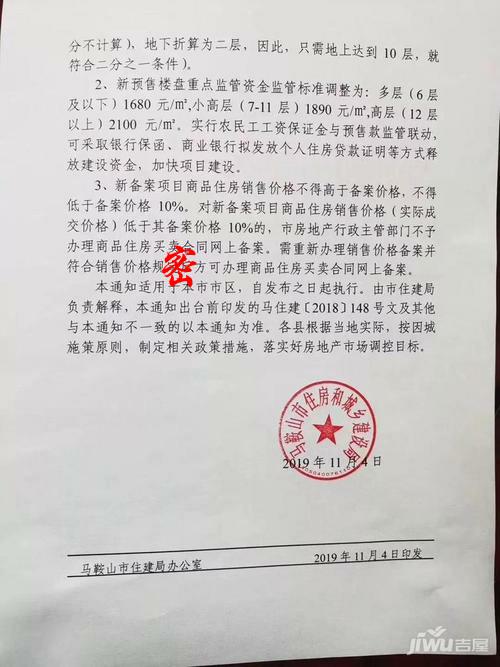 分不计算），地下折算为二层，因此，只需地上达到 10 层，就
符合二分之一条件）。
2、新预售楼盘重点监管资金监管标准调整为：多层（6 层
及以下）1680 元/㎡,小高层（7-11 层）1890 元/㎡,高层（12 层
以上）2100 元/㎡。实行农民工工资保证金与预售款监管联动，
可采取银行保函、商业银行拟发放个人住房贷款证明等方式释
放建设资金，加快项目建设。
3、新备案项目商品住房销售价格不得高于备案价格，不得
低于备案价格 10%。对新备案项目商品住房销售价格（实际成
交价格）低于其备案价格 10%的，市房地产行政主管部门不予
办理商品住房买卖合同网上备案。需重新办理销售价格备案并
符合销售价格规 密 方可办理商品住房买卖合同网上备案。
本通知适用于本市市区，自发布之日起执行。由市住建局
负责解释，本通知出台前印发的马住建〔2018〕148 号文及其他
与本通知不一致的以本通知为准。各县根据当地实际，按因城
施策原则，制定相关政策措施，落实好房地产市场调控目标。
马鞍山市住房和城乡建设局
2019 年 11 月 4 日
马鞍山市住建局办公室 2019 年 11 月 4 日印发
JIWU吉屋